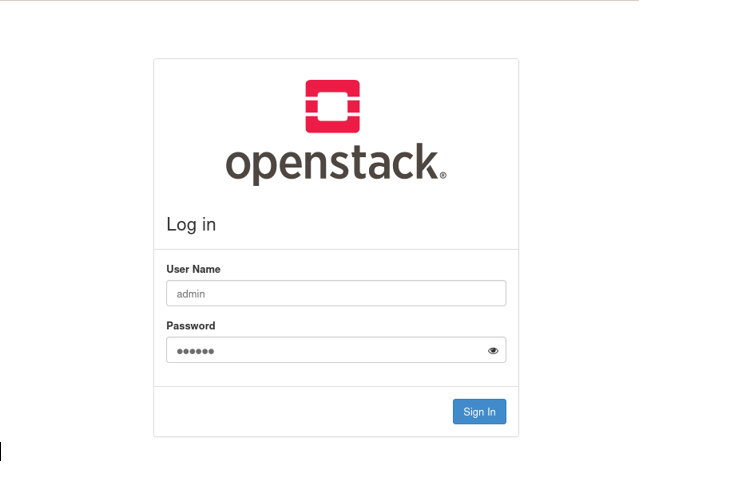 openstack®
Log in
User Name
admin
Password
••••••
Sign In